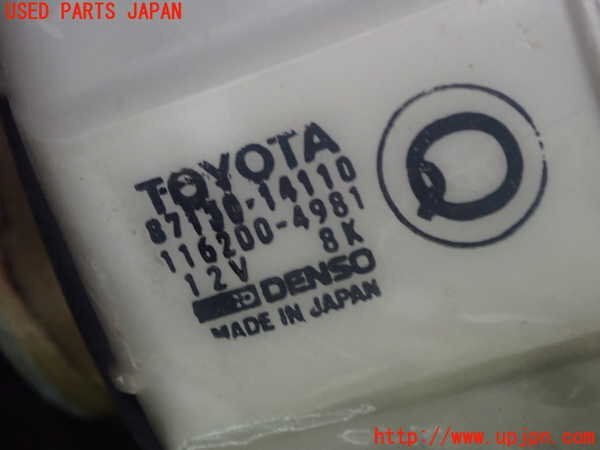 USED PARTS JAPAN
TOYOTA
87130-14110
116200-4981
12V 8K
DENSO
MADE IN JAPAN
http://www.upjpn.com/